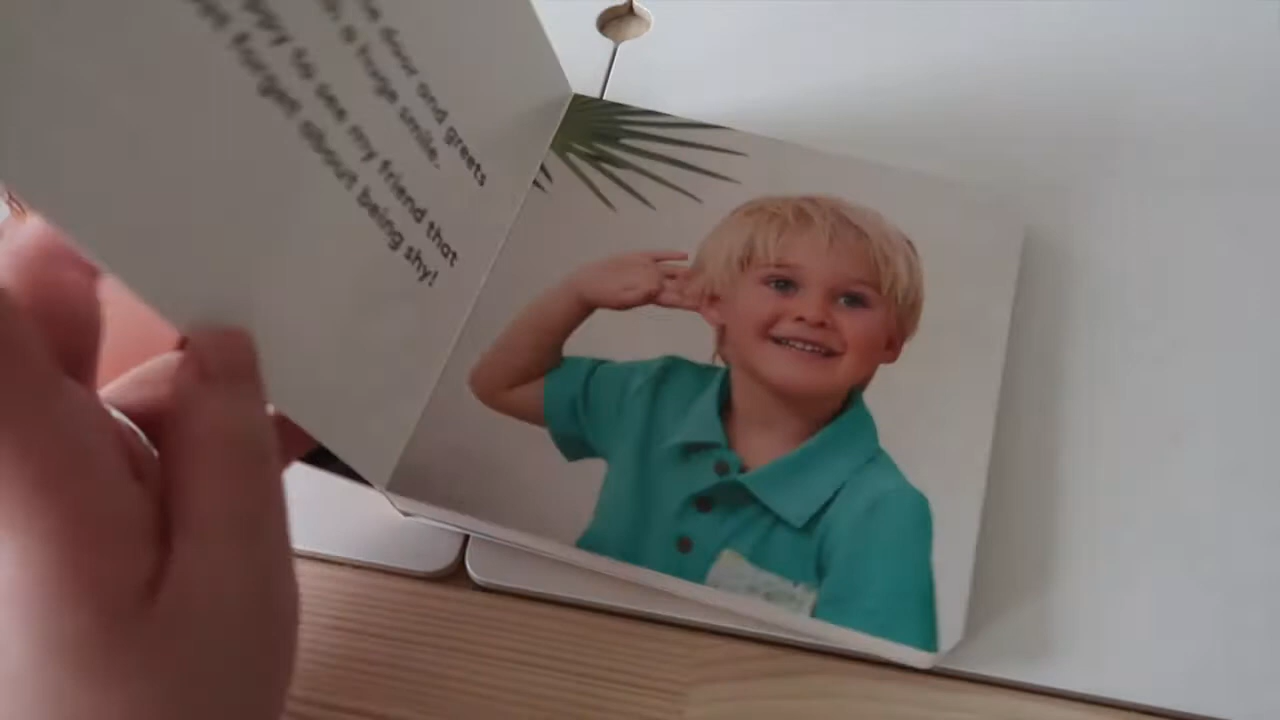 door and greets
huge smile.
to see my friend that
forget about being shy!